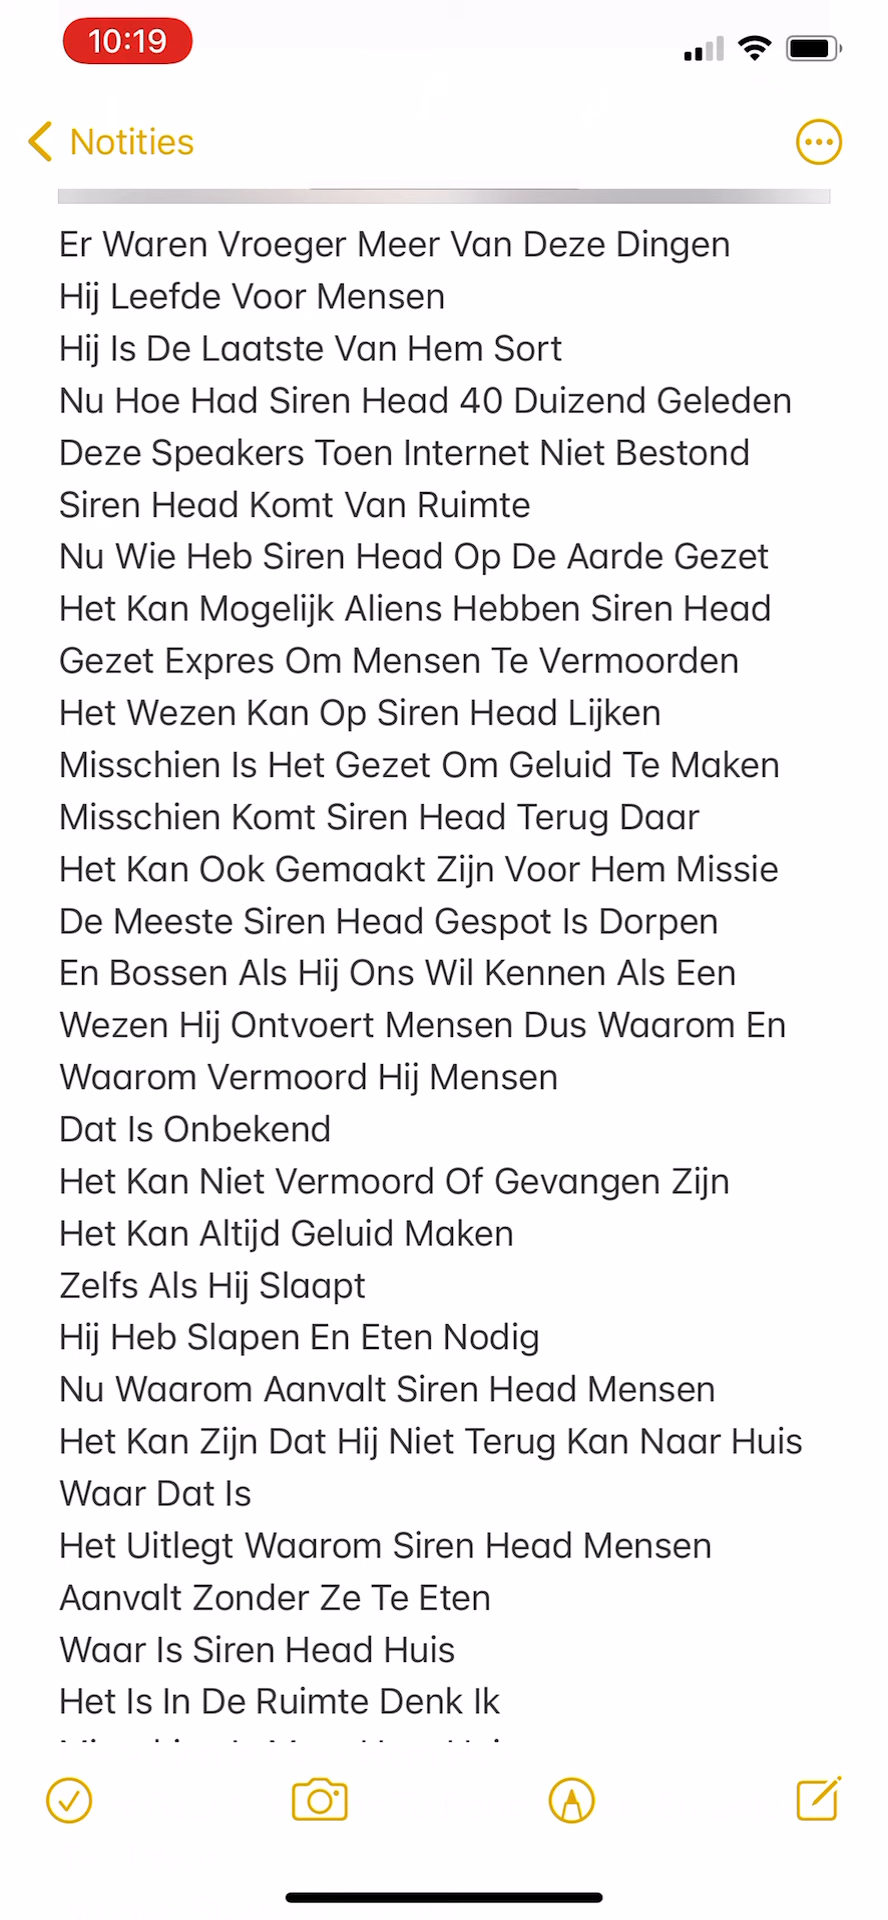 10:19
Notities
Er Waren Vroeger Meer Van Deze Dingen
Hij Leefde Voor Mensen
Hij Is De Laatste Van Hem Sort
Nu Hoe Had Siren Head 40 Duizend Geleden
Deze Speakers Toen Internet Niet Bestond
Siren Head Komt Van Ruimte
Nu Wie Heb Siren Head Op De Aarde Gezet
Het Kan Mogelijk Aliens Hebben Siren Head
Gezet Expres Om Mensen Te Vermoorden
Het Wezen Kan Op Siren Head Lijken
Misschien Is Het Gezet Om Geluid Te Maken
Misschien Komt Siren Head Terug Daar
Het Kan Ook Gemaakt Zijn Voor Hem Missie
De Meeste Siren Head Gespot Is Dorpen
En Bossen Als Hij Ons Wil Kennen Als Een
Wezen Hij Ontvoert Mensen Dus Waarom En
Waarom Vermoord Hij Mensen
Dat Is Onbekend
Het Kan Niet Vermoord Of Gevangen Zijn
Het Kan Altijd Geluid Maken
Zelfs Als Hij Slaapt
Hij Heb Slapen En Eten Nodig
Nu Waarom Aanvalt Siren Head Mensen
Het Kan Zijn Dat Hij Niet Terug Kan Naar Huis
Waar Dat Is
Het Uitlegt Waarom Siren Head Mensen
Aanvalt Zonder Ze Te Eten
Waar Is Siren Head Huis
Het Is In De Ruimte Denk Ik